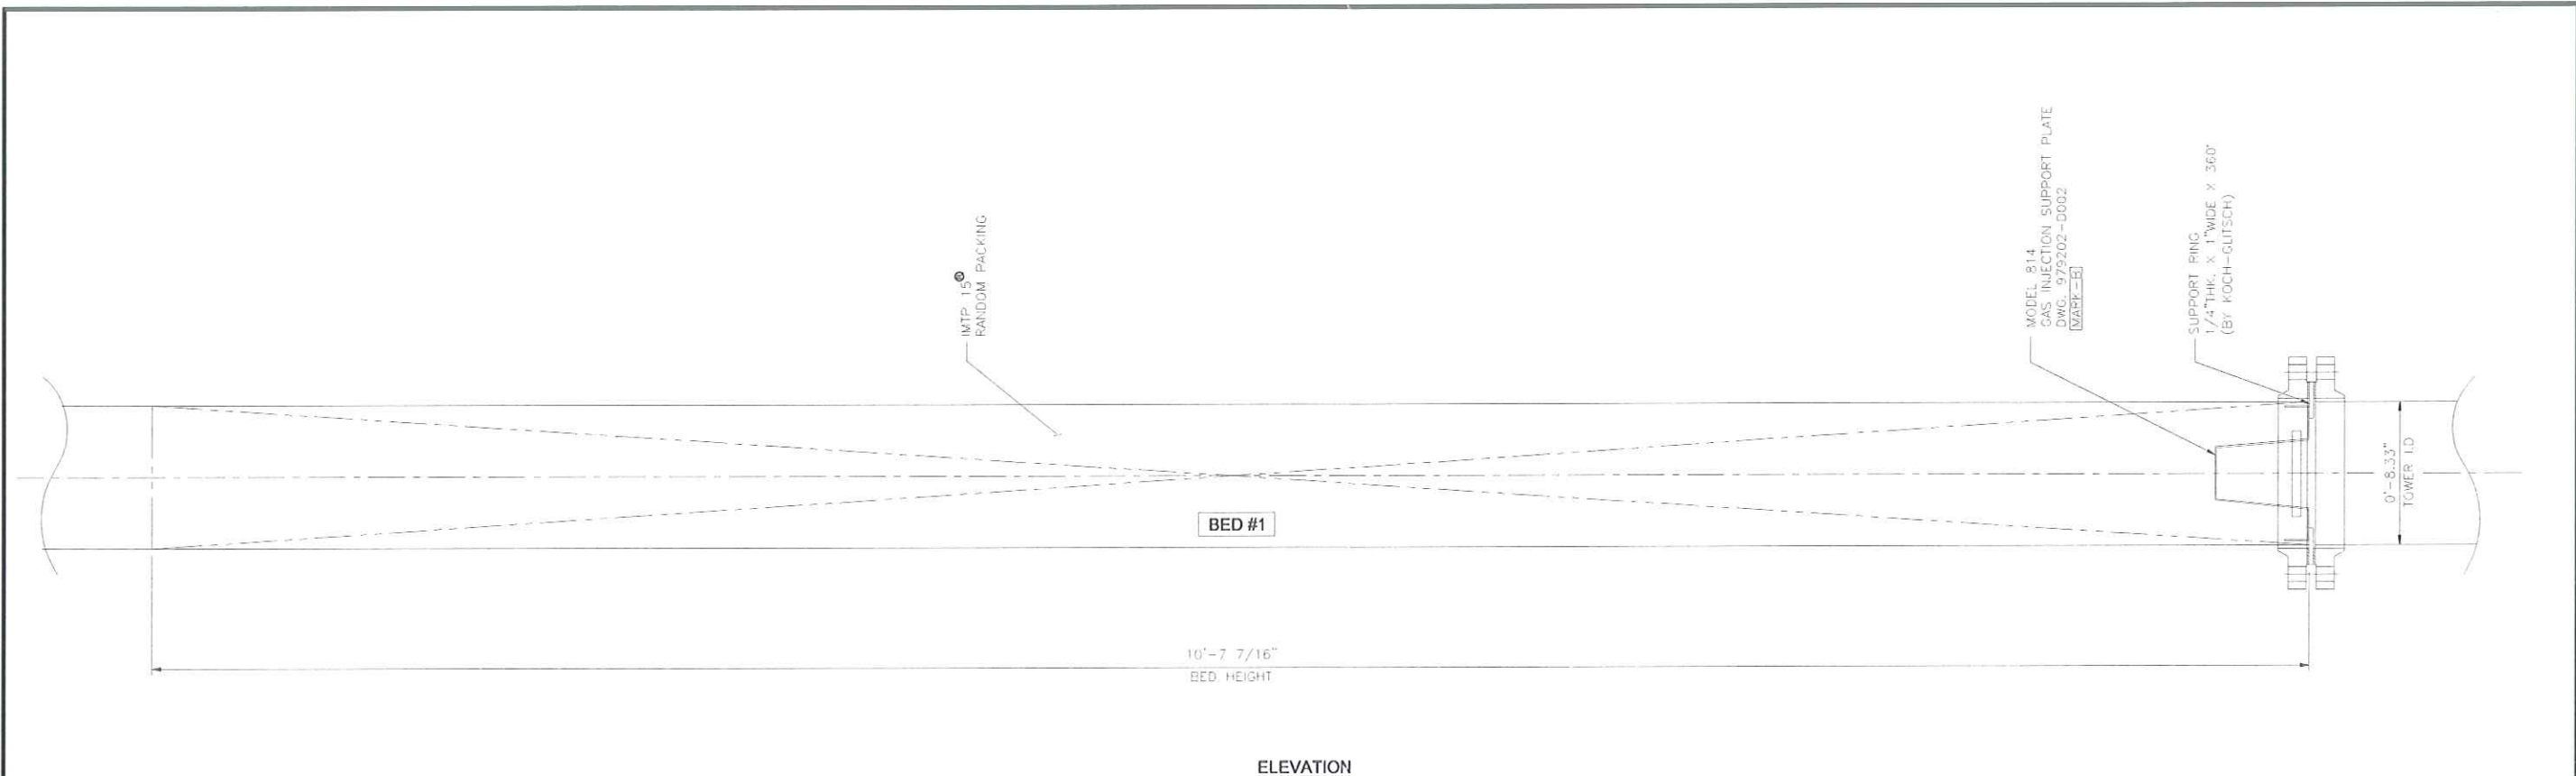 IMTP 15®
RANDOM PACKING
MODEL 814
GAS INJECTION SUPPORT PLATE
DWG. 979202-D002
MARK-B
SUPPORT RING
1/4"THK. X 1"WIDE X 360°
(BY KOCH-GLITSCH)
BED #1
0'-8.33"
TOWER I.D
10'-7 7/16"
BED HEIGHT
ELEVATION